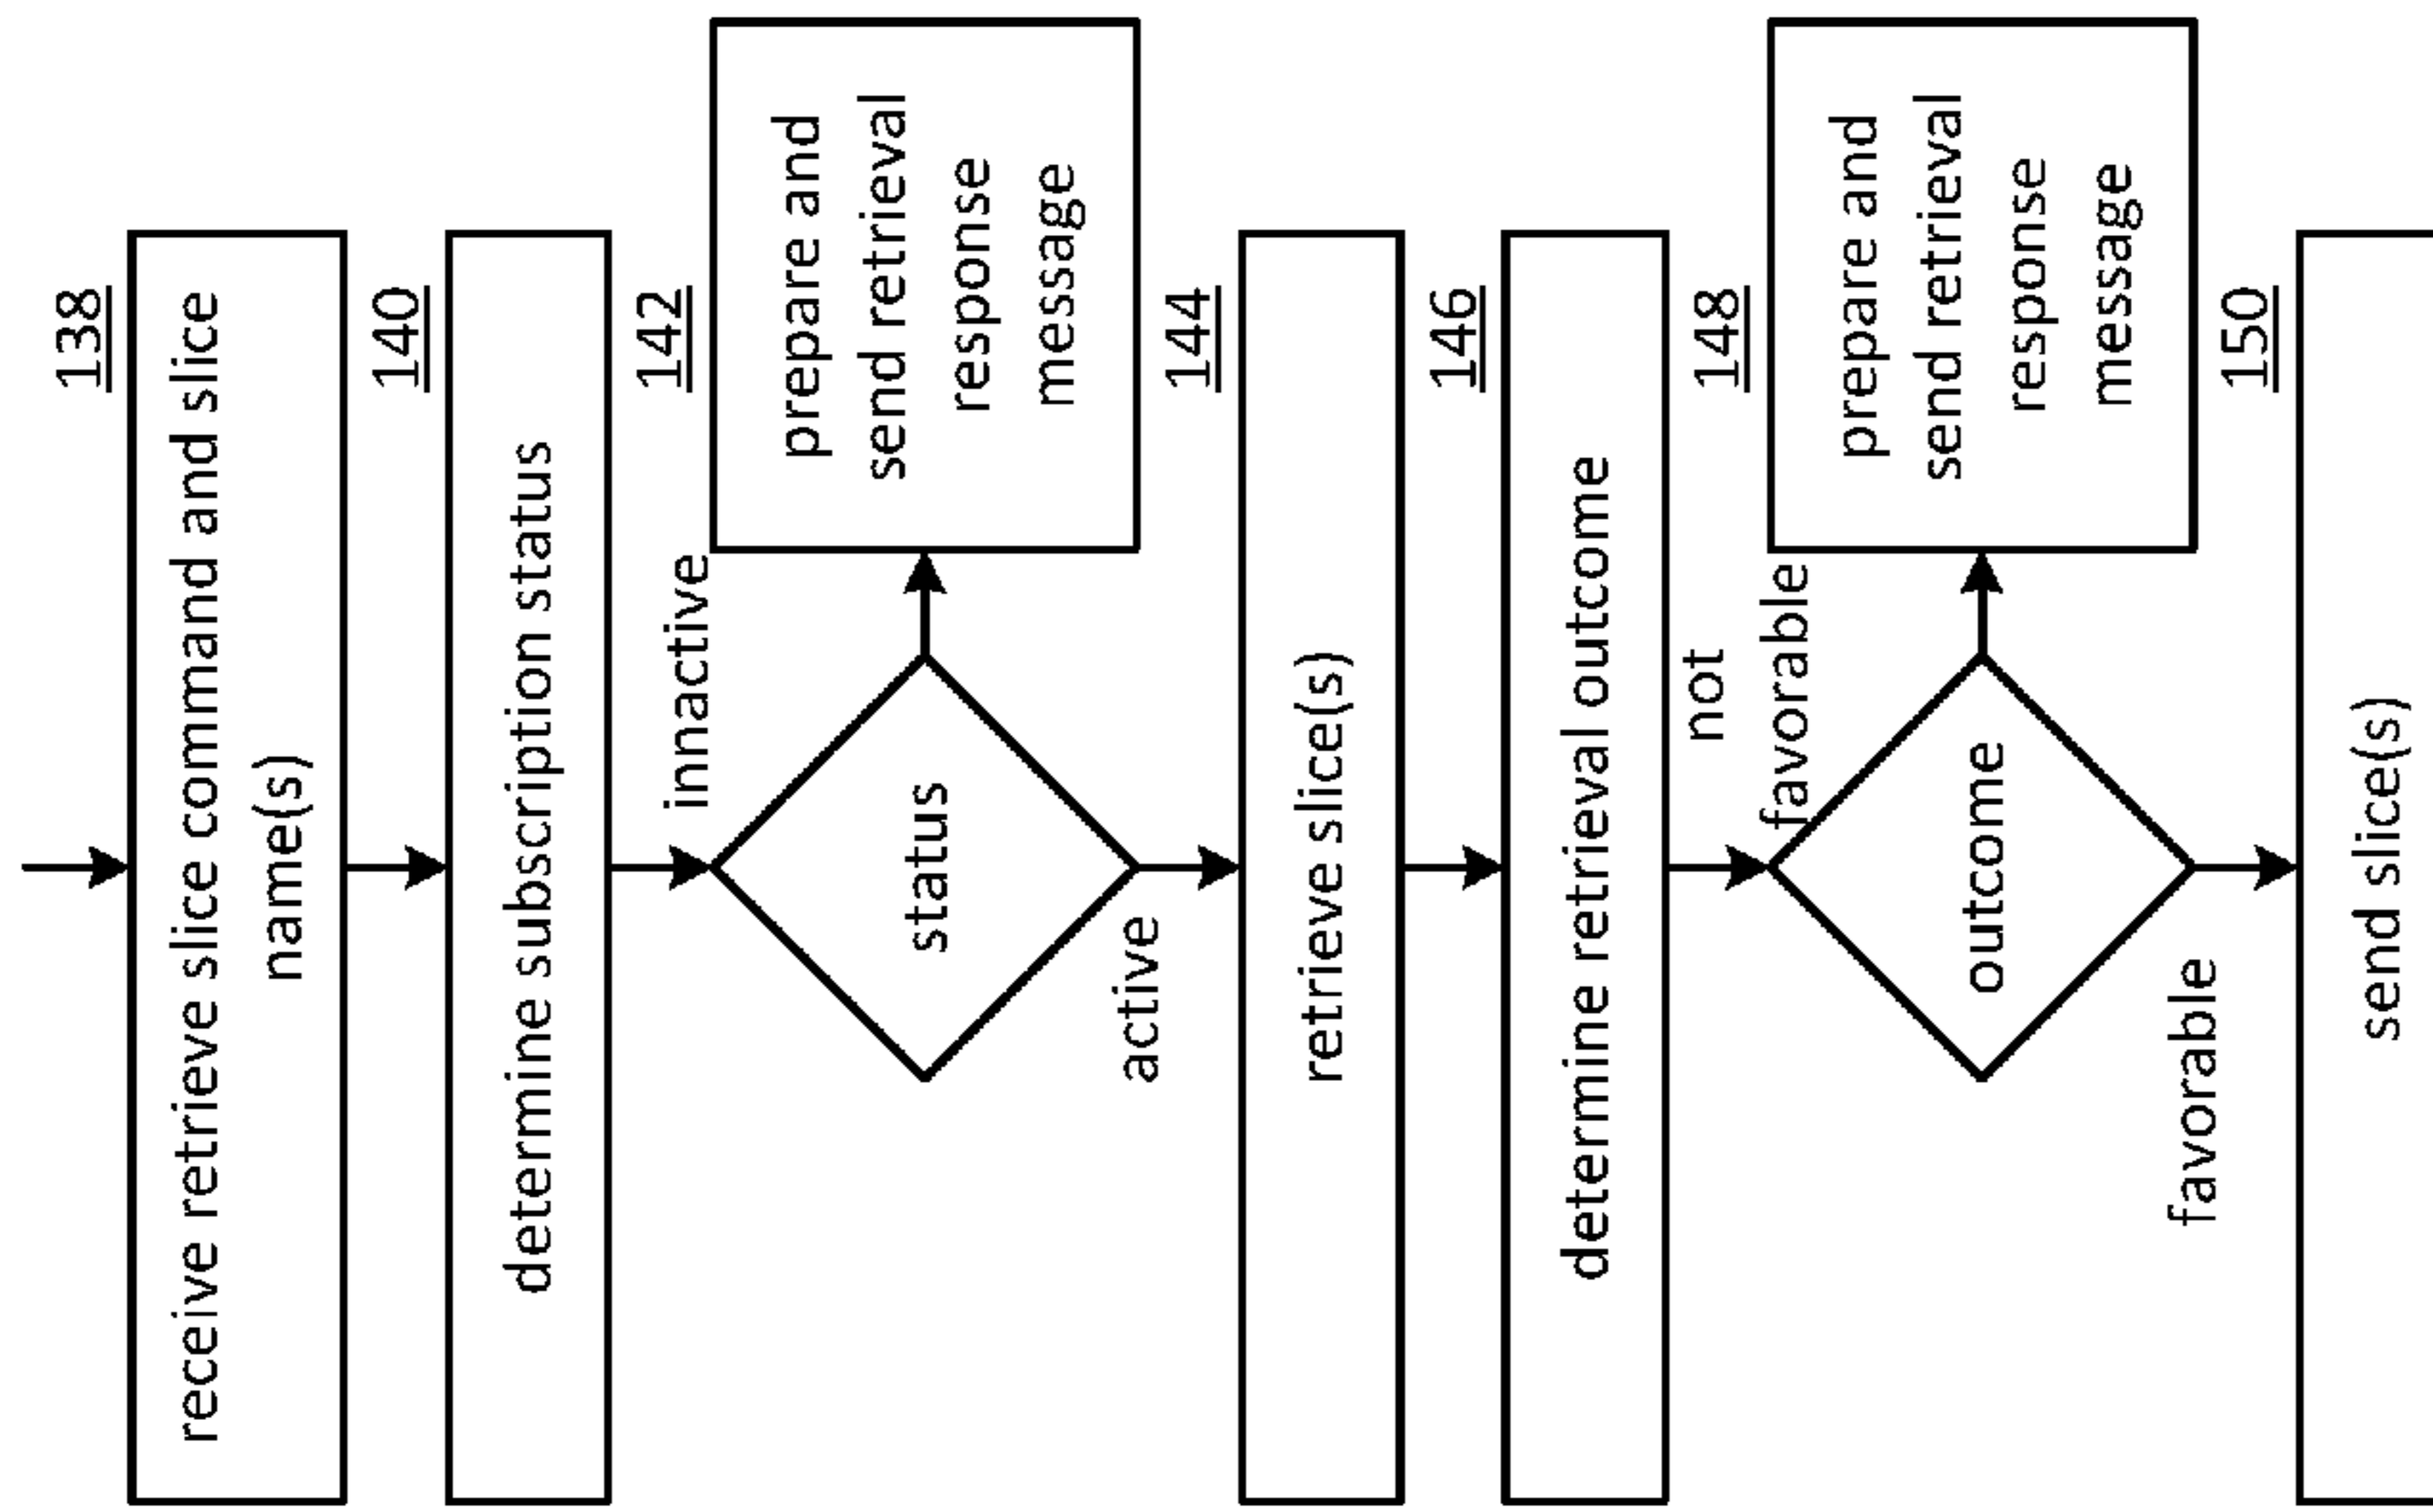 138
receive retrieve slice command and slice
name(s)
140
determine subscription status
innactive
142
status
prepare and
send retrieval
response
message
active
144
retrieve slice(s)
146
determine retrieval outcome
not
favorable
148
outcome
prepare and
send retrieval
response
message
favorable
150
send slice(s)